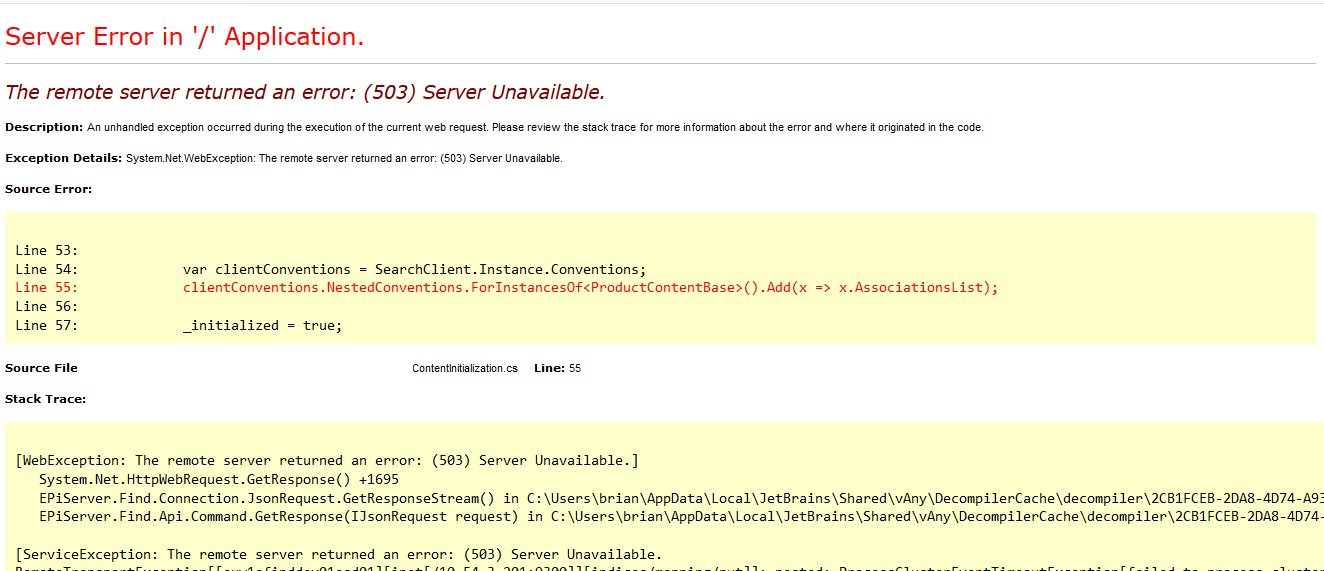 Server Error in '/' Application.
The remote server returned an error: (503) Server Unavailable.
Description: An unhandled exception occurred during the execution of the current web request. Please review the stack trace for more information about the error and where it originated in the code.
Exception Details: System.Net.WebException: The remote server returned an error: (503) Server Unavailable.
Source Error:
Line 53:
Line 54:             var clientConventions = SearchClient.Instance.Conventions;
Line 55:             clientConventions.NestedConventions.ForInstancesOf<ProductContentBase>().Add(x => x.AssociationsList);
Line 56:
Line 57:             _initialized = true;
Source File ContentInitialization.cs Line: 55
Stack Trace:
[WebException: The remote server returned an error: (503) Server Unavailable.]
System.Net.HttpWebRequest.GetResponse() +1695
EPiServer.Find.Connection.JsonRequest.GetResponseStream() in C:\Users\brian\AppData\Local\JetBrains\Shared\vAny\DecompilerCache\decompiler\2CB1FCEB-2DA8-4D74-A93
EPiServer.Find.Api.Command.GetResponse(IJsonRequest request) in C:\Users\brian\AppData\Local\JetBrains\Shared\vAny\DecompilerCache\decompiler\2CB1FCEB-2DA8-4D74-
[ServiceException: The remote server returned an error: (503) Server Unavailable.